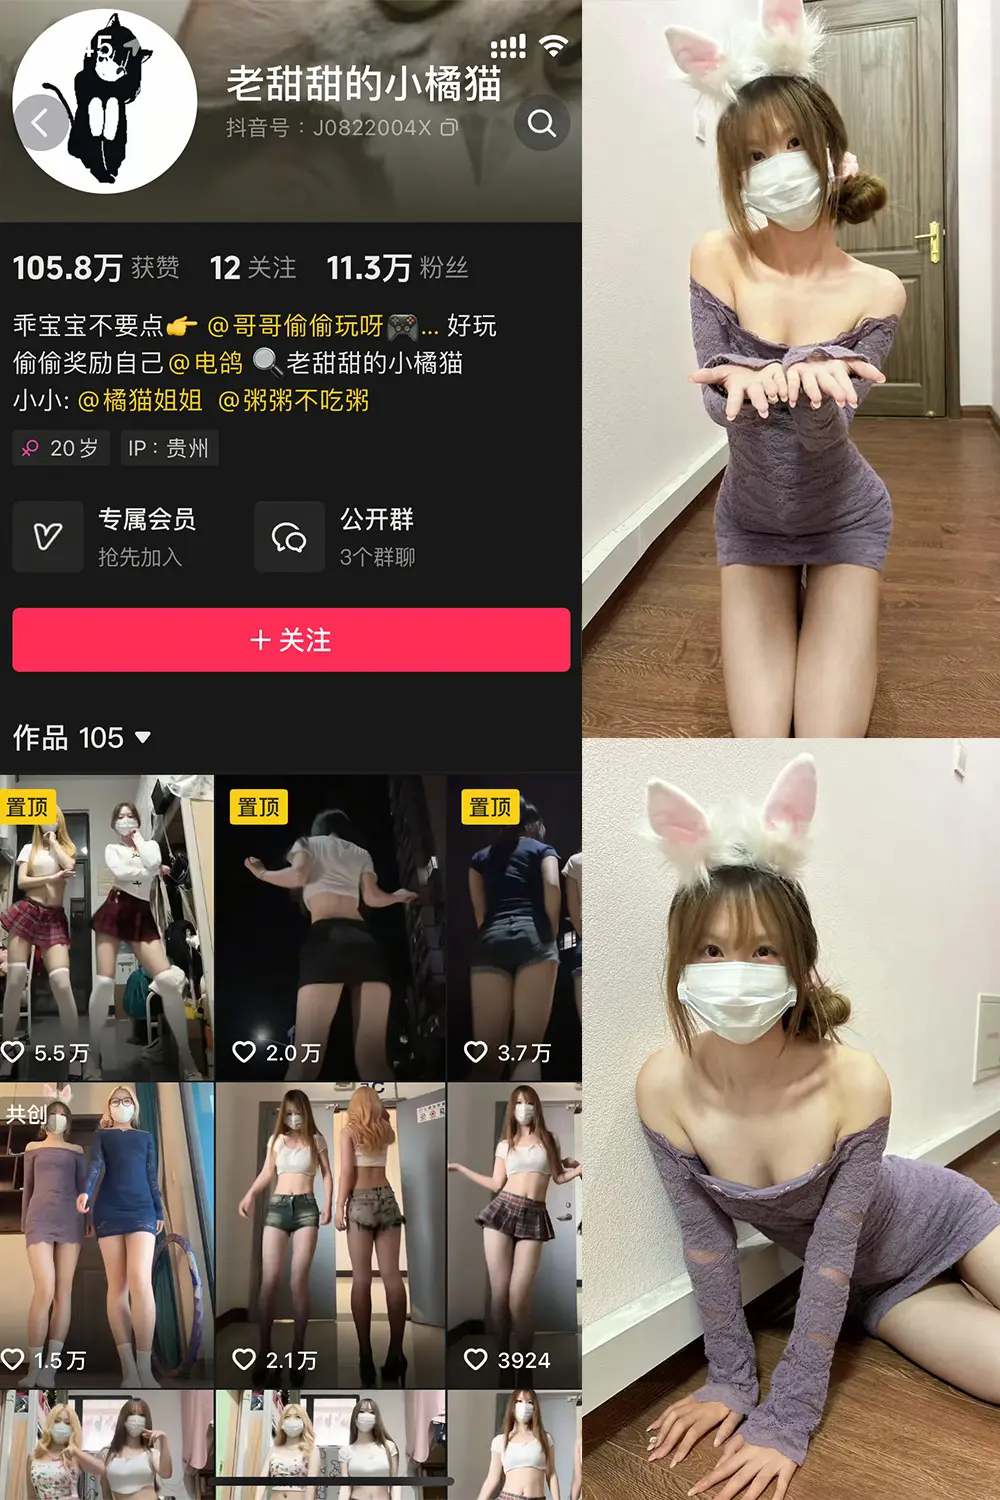 45
老甜甜的小橘猫
抖音号：J0822004X
105.8万 获赞 12 关注 11.3万 粉丝
乖宝宝不要点👉 @哥哥偷偷玩呀🎮... 好玩
偷偷奖励自己@电鸽 🔍老甜甜的小橘猫
小小: @橘猫姐姐 @粥粥不吃粥
20岁 IP：贵州
专属会员
抢先加入
公开群
3个群聊
＋关注
作品 105
置顶 置顶 置顶
5.5万 2.0万 3.7万
共创
1.5万 2.1万 3924